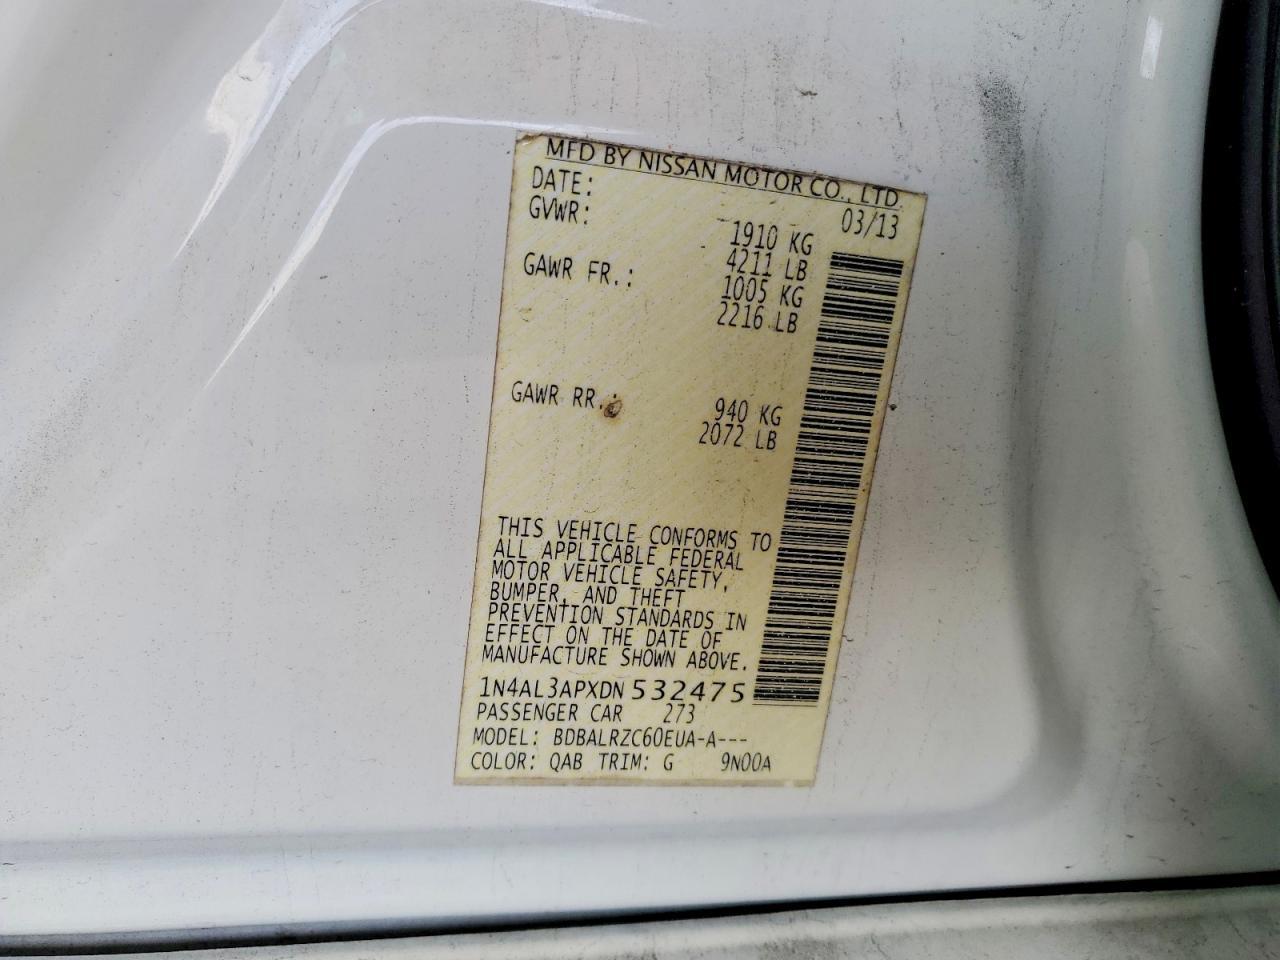 MFD BY NISSAN MOTOR CO., LTD.
DATE: 03/13
GVWR: 1910 KG
4211 LB
GAWR FR.: 1005 KG
2216 LB
GAWR RR.: 940 KG
2072 LB
THIS VEHICLE CONFORMS TO
ALL APPLICABLE FEDERAL
MOTOR VEHICLE SAFETY,
BUMPER, AND THEFT
PREVENTION STANDARDS IN
EFFECT ON THE DATE OF
MANUFACTURE SHOWN ABOVE.
1N4AL3APXDN532475
PASSENGER CAR 273
MODEL: BDBALRZC60EUA-A---
COLOR: QAB TRIM: G 9N00A